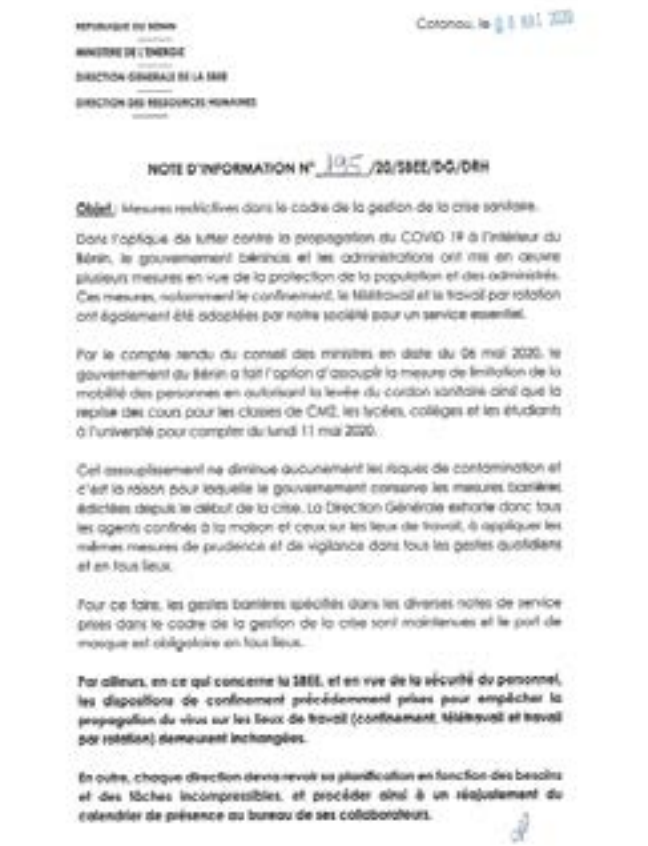 REPUBLIQUE DU BENIN
MINISTERE DE L'ENERGIE
DIRECTION GENERALE DE LA SBEE
DIRECTION DES RESSOURCES HUMAINES
Cotonou, le 08 MAI 2020
NOTE D'INFORMATION N° 195 /20/SBEE/DG/DRH
Objet : Mesures restrictives dans le cadre de la gestion de la crise sanitaire.
Dans l'optique de lutter contre la propagation du COVID 19 à l'intérieur du
Bénin, le gouvernement béninois et les administrations ont mis en œuvre
plusieurs mesures en vue de la protection de la population et des administrés.
Ces mesures, notamment le confinement, le télétravail et le travail par rotation
ont également été adoptées par notre société pour un service essentiel.
Par le compte rendu du conseil des ministres en date du 06 mai 2020, le
gouvernement du Bénin a fait l'option d'assouplir la mesure de limitation de la
mobilité des personnes en autorisant la levée du cordon sanitaire ainsi que la
reprise des cours pour les classes de CM2, les lycées, collèges et les étudiants
à l'université pour compter du lundi 11 mai 2020.
Cet assouplissement ne diminue aucunement les risques de contamination et
c'est la raison pour laquelle le gouvernement conserve les mesures barrières
édictées depuis le début de la crise. La Direction Générale exhorte donc tous
les agents confinés à la maison et ceux sur les lieux de travail, à appliquer les
mêmes mesures de prudence et de vigilance dans tous les gestes quotidiens
et en tous lieux.
Pour ce faire, les gestes barrières spécifiés dans les diverses notes de service
prises dans le cadre de la gestion de la crise sont maintenues et le port de
masque est obligatoire en tous lieux.
Par ailleurs, en ce qui concerne la SBEE, et en vue de la sécurité du personnel,
les dispositions de confinement précédemment prises pour empêcher la
propagation du virus sur les lieux de travail (confinement, télétravail et travail
par rotation) demeurent inchangées.
En outre, chaque direction devra revoir sa planification en fonction des besoins
et des tâches incompressibles, et procéder ainsi à un réajustement du
calendrier de présence au bureau de ses collaborateurs.